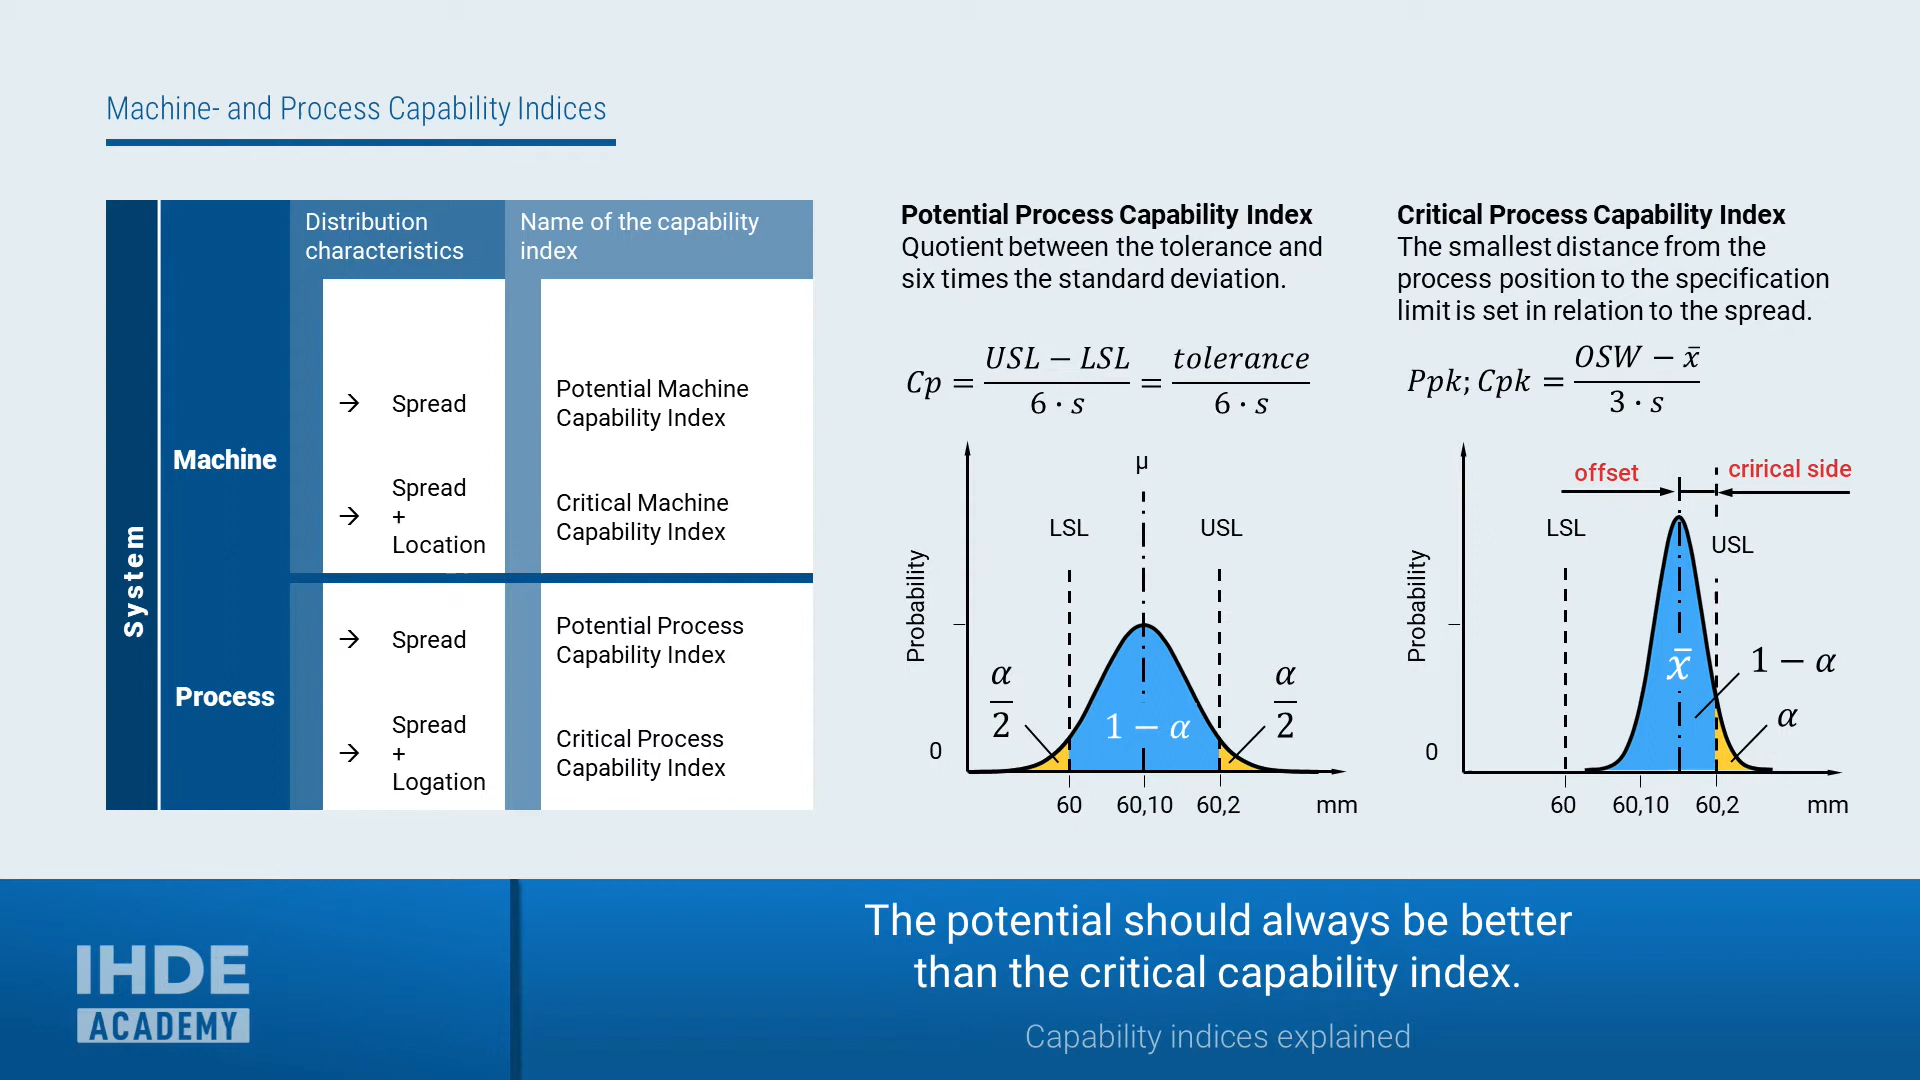 Machine- and Process Capability Indices
System
Machine
Process
Distribution
characteristics
Name of the capability
index
→ Spread
Potential Machine
Capability Index
→ Spread
+
Location
Critical Machine
Capability Index
→ Spread
Potential Process
Capability Index
→ Spread
+
Logation
Critical Process
Capability Index
Potential Process Capability Index
Quotient between the tolerance and
six times the standard deviation.
Cp = (USL − LSL)/(6 · s) = tolerance/(6 · s)
μ
LSL
USL
Probability
α/2
1 − α
α/2
0
60 60,10 60,2 mm
Critical Process Capability Index
The smallest distance from the
process position to the specification
limit is set in relation to the spread.
Ppk; Cpk = (OSW − x̄)/(3 · s)
offset
crirical side
LSL
USL
Probability
x̄
1 − α
α
0
60 60,10 60,2 mm
IHDE
ACADEMY
The potential should always be better
than the critical capability index.
Capability indices explained